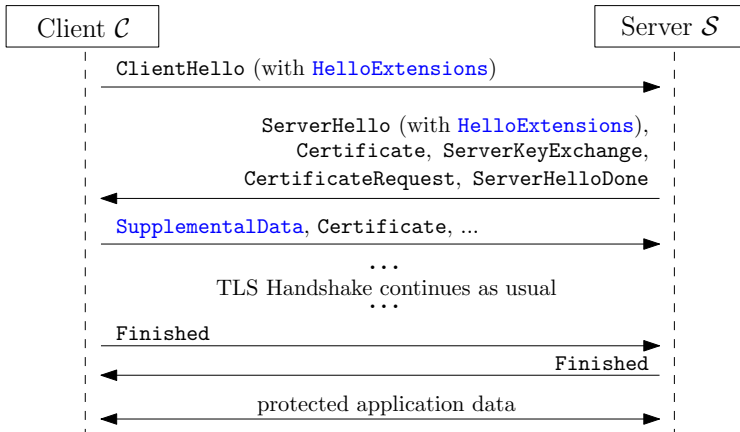 Client C
Server S
ClientHello (with HelloExtensions)
ServerHello (with HelloExtensions),
Certificate, ServerKeyExchange,
CertificateRequest, ServerHelloDone
SupplementalData, Certificate, ...
...
TLS Handshake continues as usual
...
Finished
Finished
protected application data